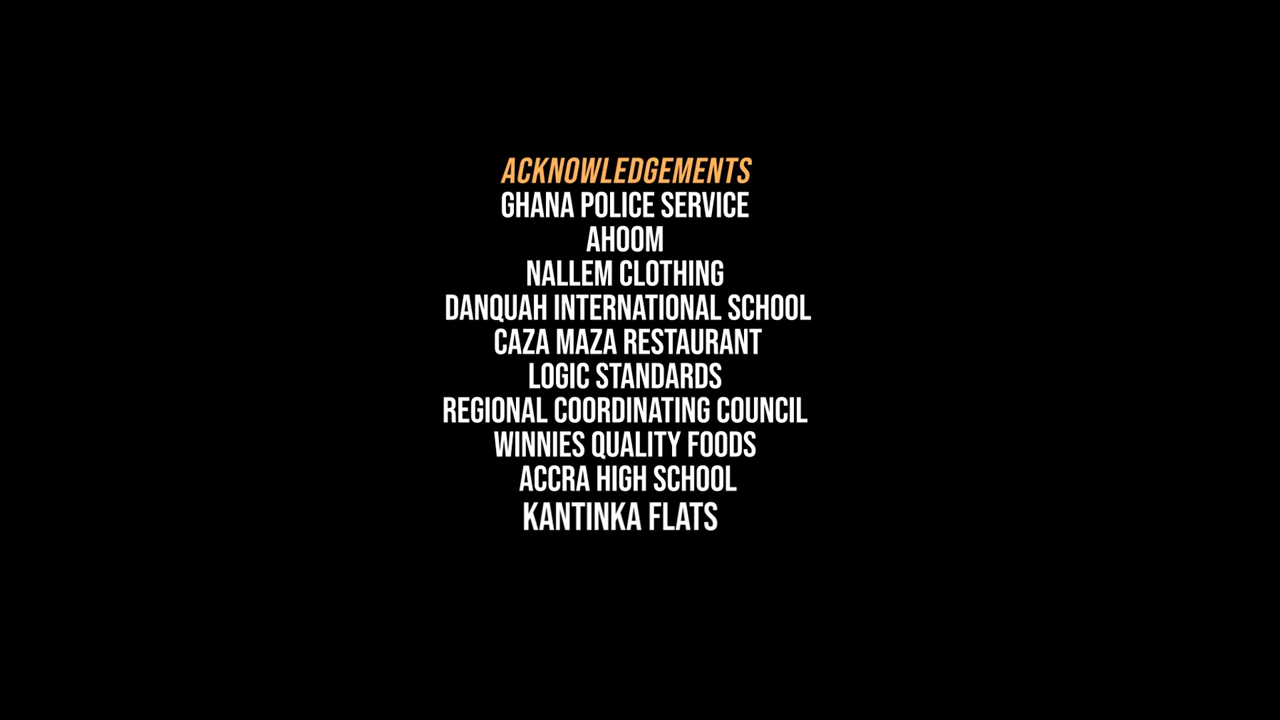 ACKNOWLEDGEMENTS
GHANA POLICE SERVICE
AHOOM
NALLEM CLOTHING
DANQUAH INTERNATIONAL SCHOOL
CAZA MAZA RESTAURANT
LOGIC STANDARDS
REGIONAL COORDINATING COUNCIL
WINNIES QUALITY FOODS
ACCRA HIGH SCHOOL
KANTINKA FLATS